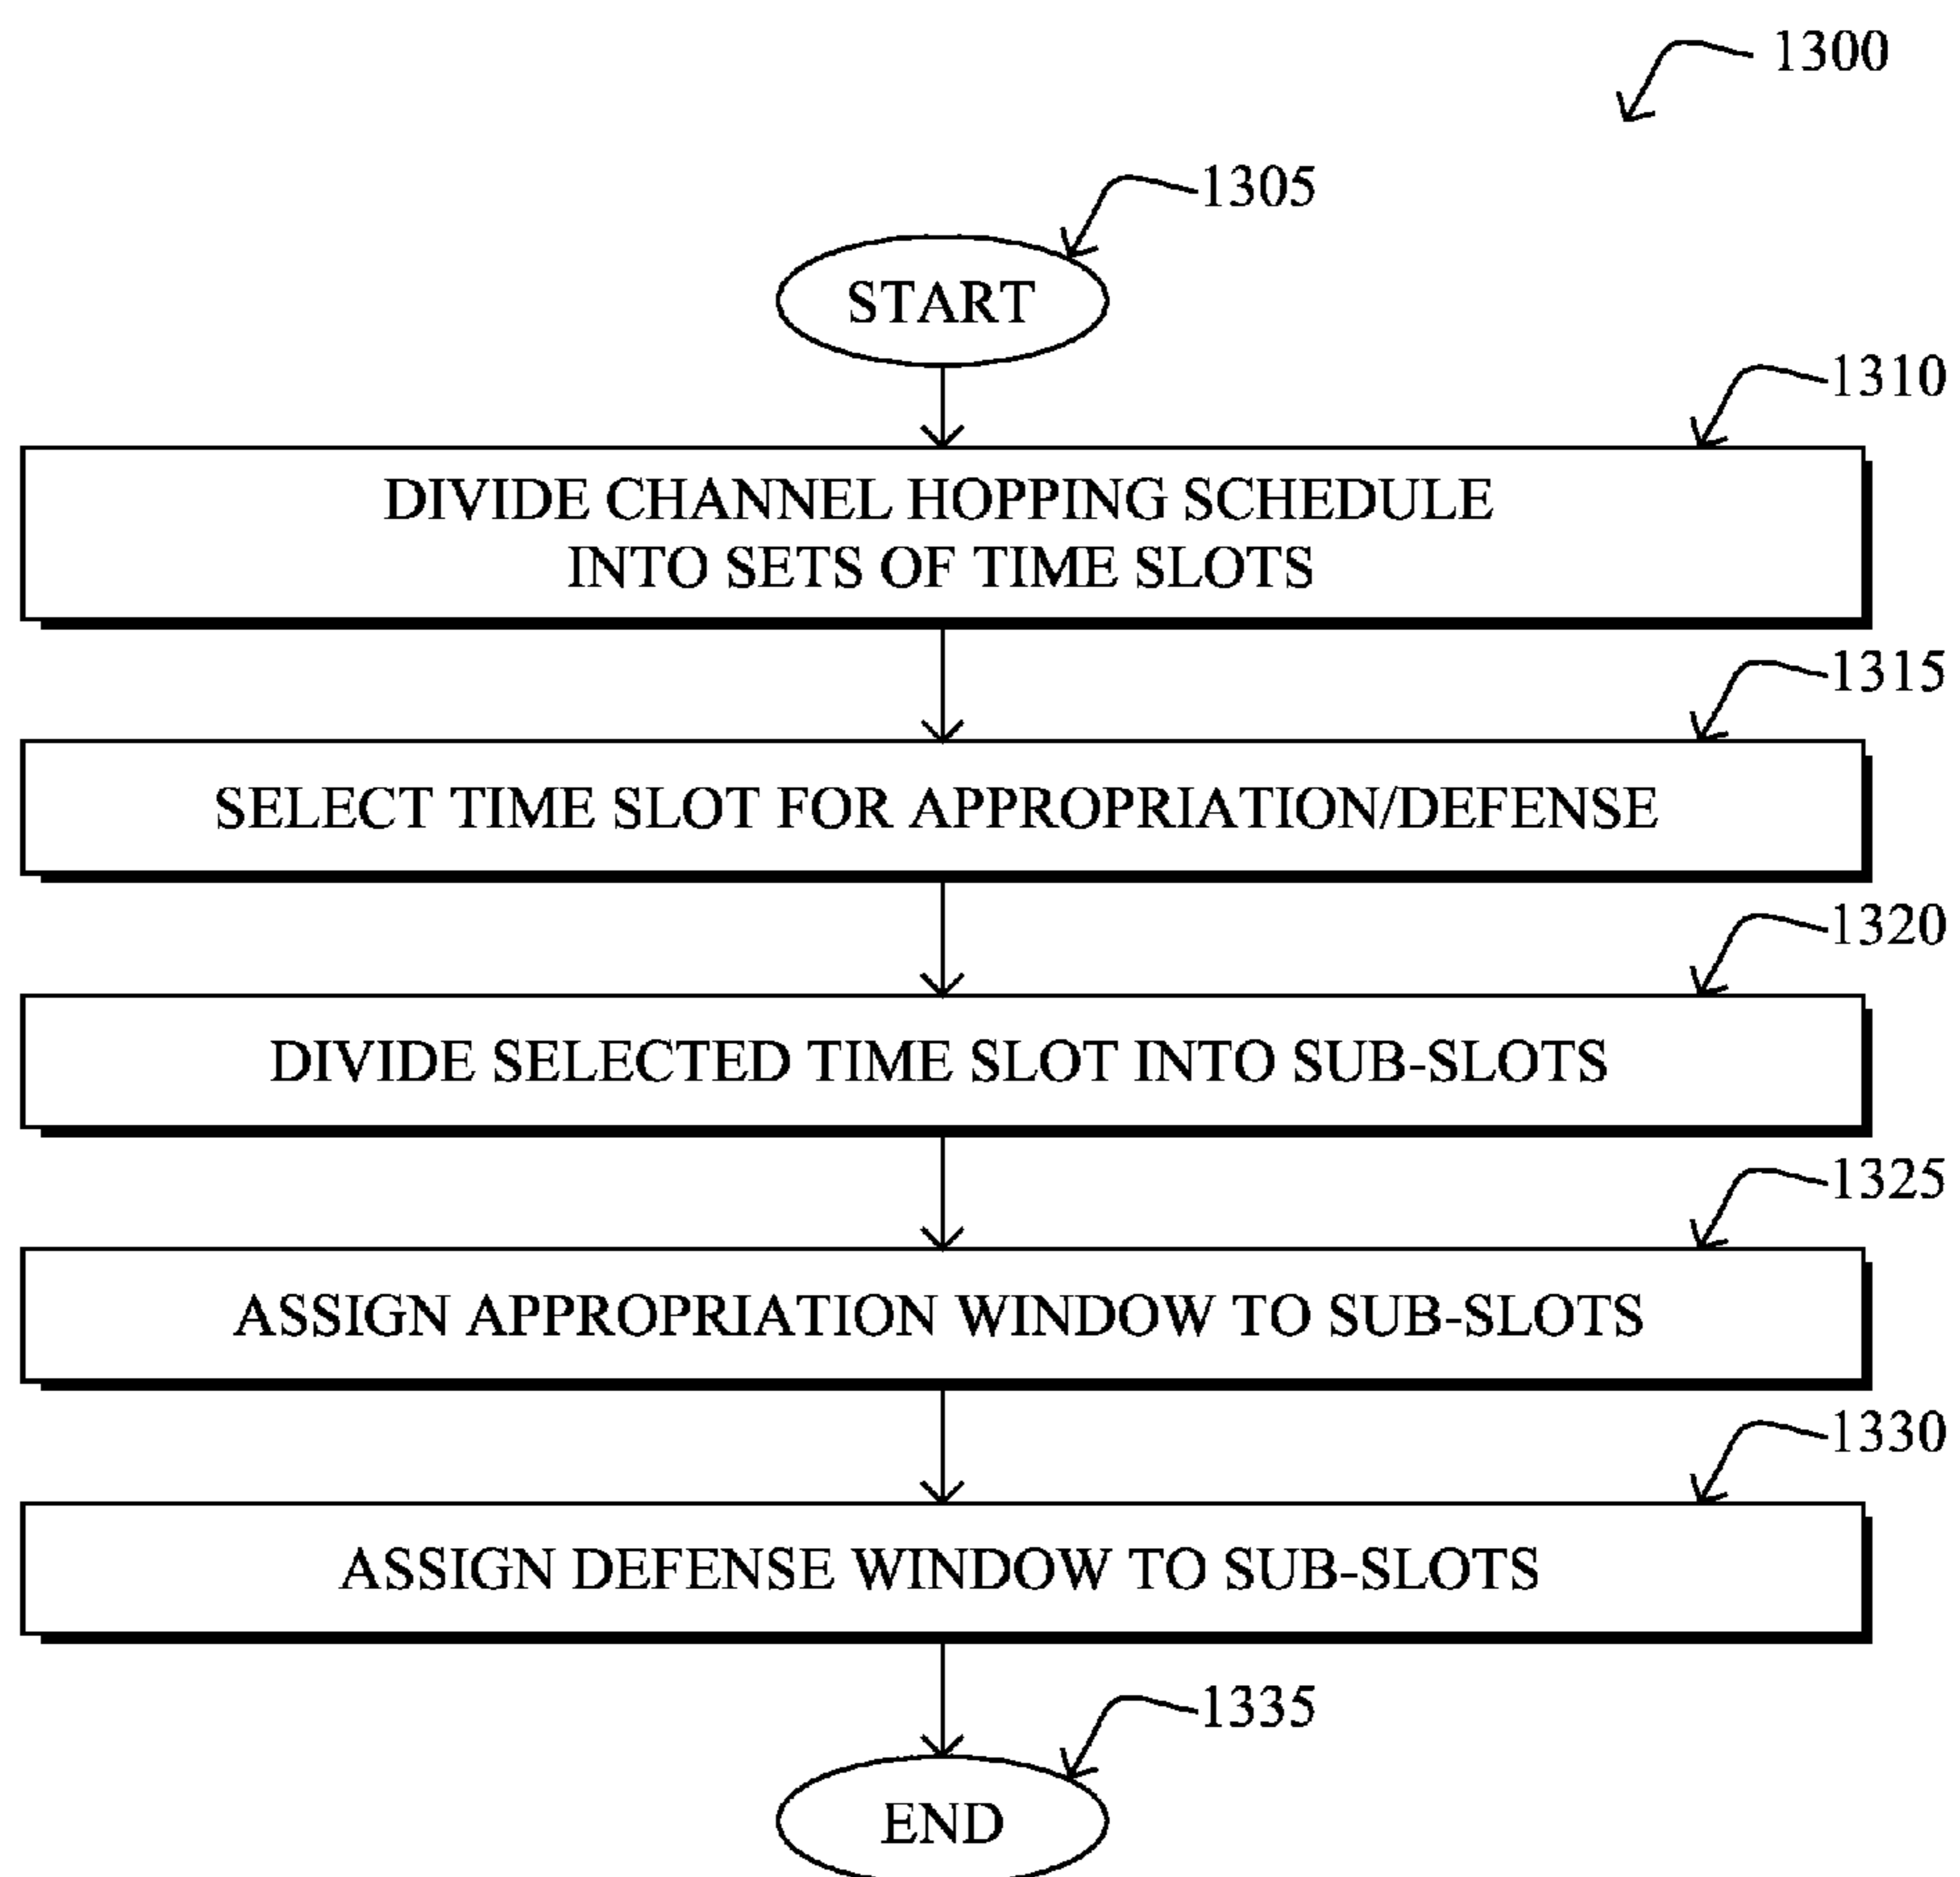 1300
1305
START
1310
DIVIDE CHANNEL HOPPING SCHEDULE
INTO SETS OF TIME SLOTS
1315
SELECT TIME SLOT FOR APPROPRIATION/DEFENSE
1320
DIVIDE SELECTED TIME SLOT INTO SUB-SLOTS
1325
ASSIGN APPROPRIATION WINDOW TO SUB-SLOTS
1330
ASSIGN DEFENSE WINDOW TO SUB-SLOTS
1335
END